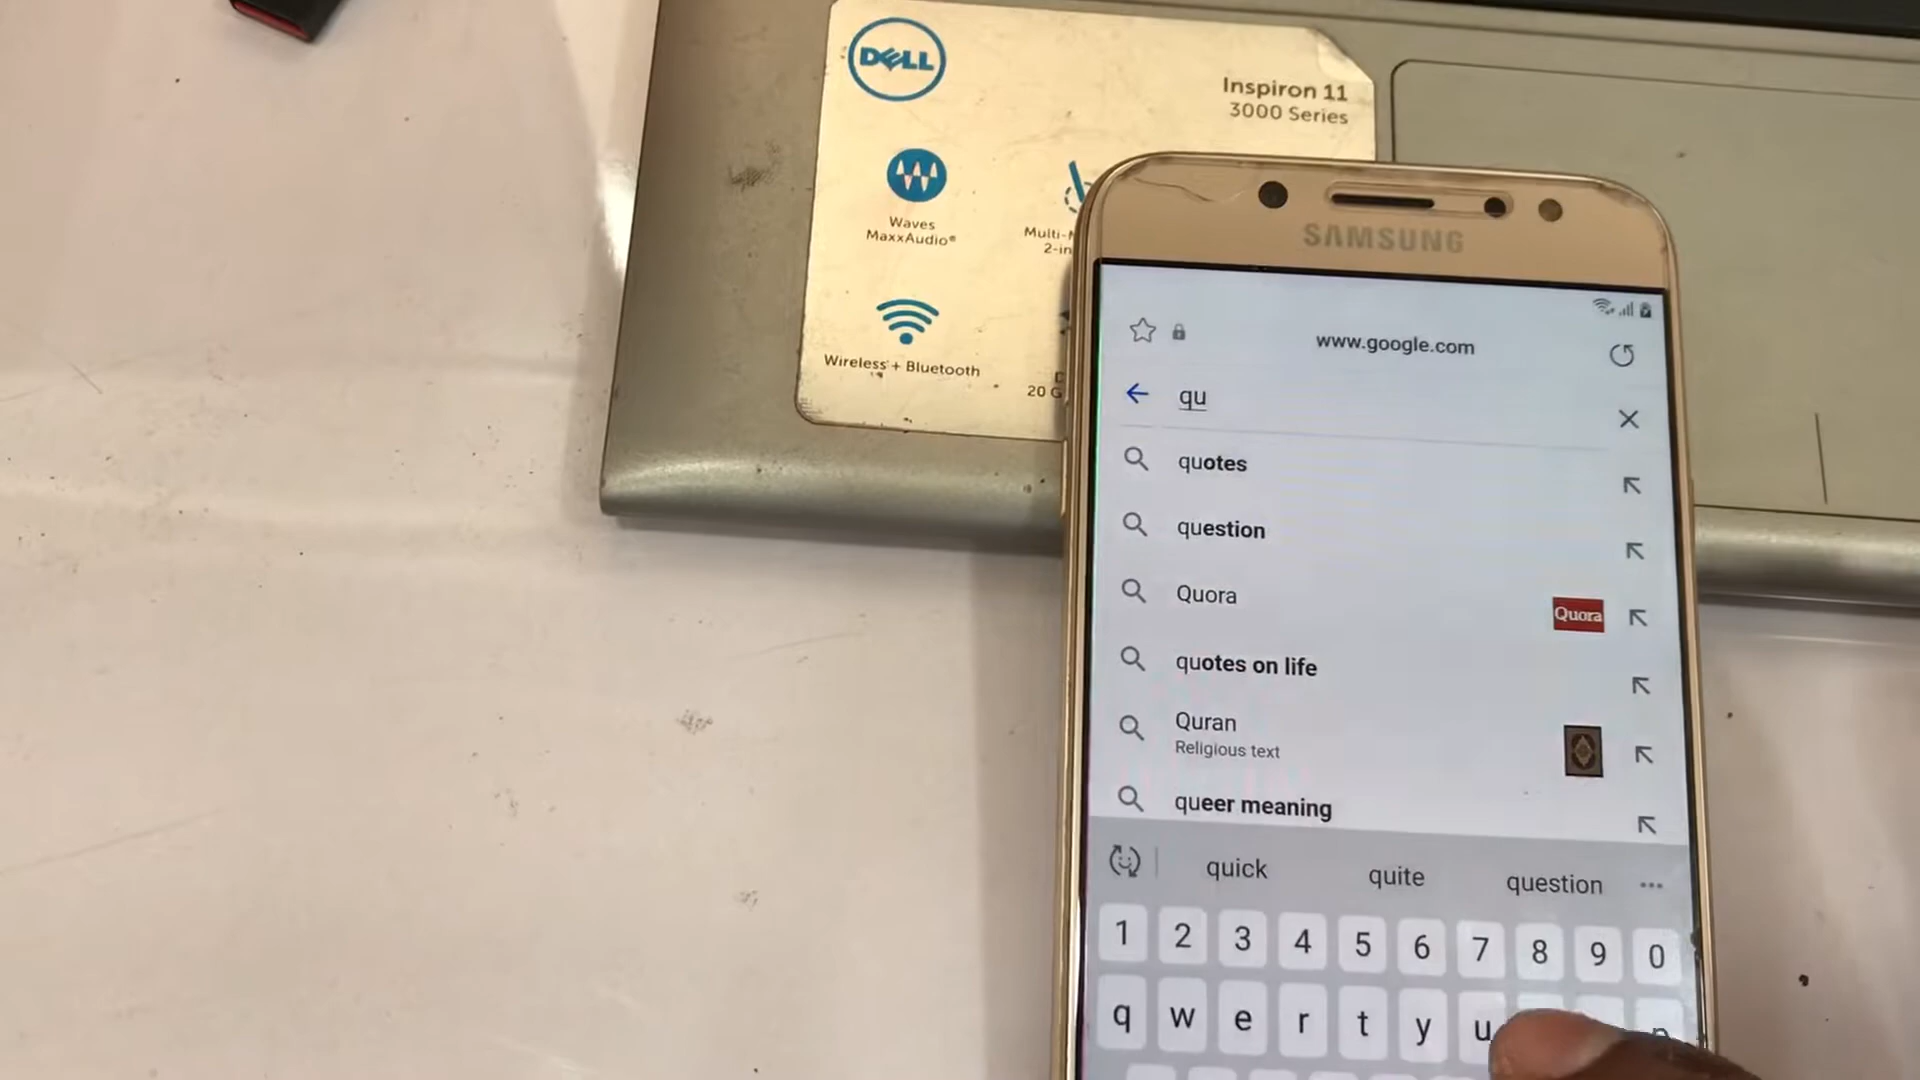 DELL
Inspiron 11
3000 Series
Waves
MaxxAudio®
Multi-
2-in
Wireless + Bluetooth
20 G
SAMSUNG
www.google.com
qu
quotes
question
Quora
Quora
quotes on life
Quran
Religious text
queer meaning
quick quite question
1 2 3 4 5 6 7 8 9 0
q w e r t y u